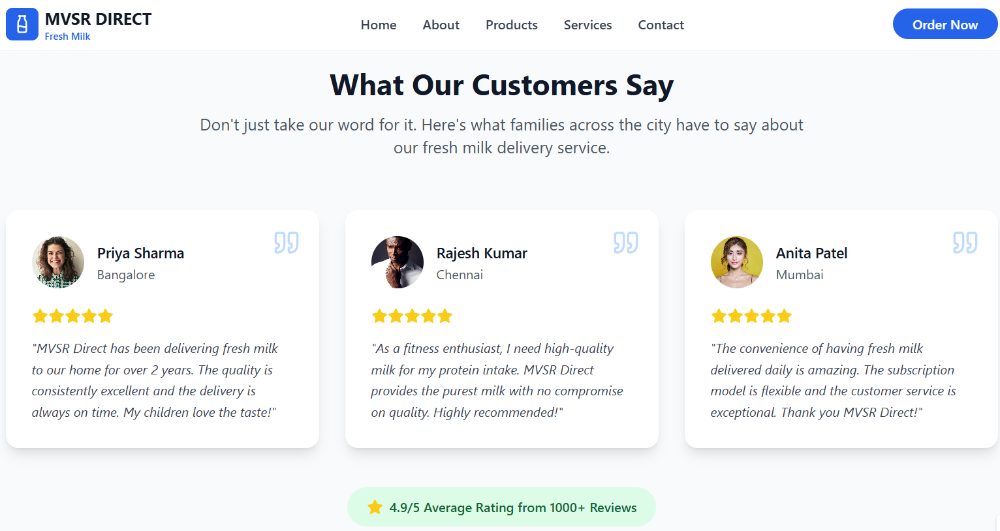 MVSR DIRECT
Fresh Milk
Home
About
Products
Services
Contact
Order Now
What Our Customers Say
Don't just take our word for it. Here's what families across the city have to say about
our fresh milk delivery service.
Priya Sharma
Bangalore
"MVSR Direct has been delivering fresh milk
to our home for over 2 years. The quality is
consistently excellent and the delivery is
always on time. My children love the taste!"
Rajesh Kumar
Chennai
"As a fitness enthusiast, I need high-quality
milk for my protein intake. MVSR Direct
provides the purest milk with no compromise
on quality. Highly recommended!"
Anita Patel
Mumbai
"The convenience of having fresh milk
delivered daily is amazing. The subscription
model is flexible and the customer service is
exceptional. Thank you MVSR Direct!"
4.9/5 Average Rating from 1000+ Reviews